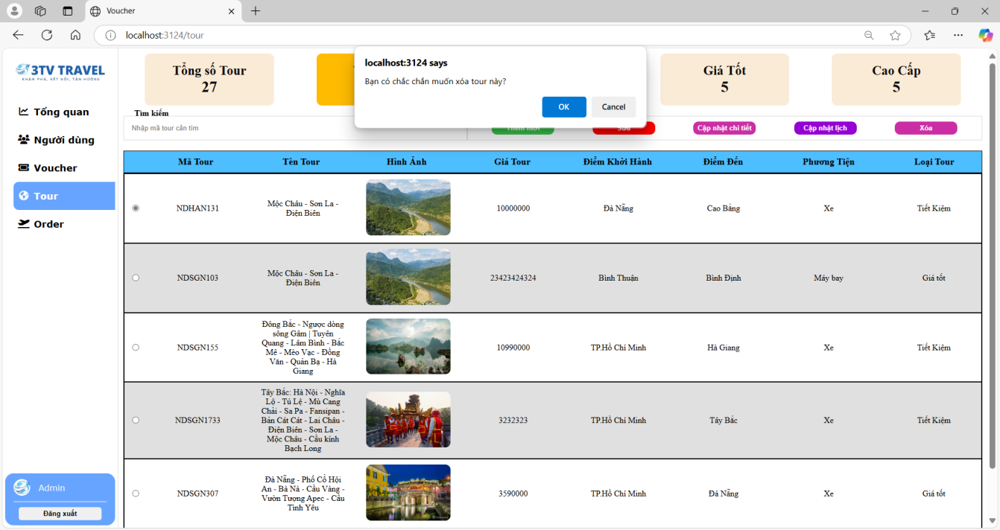 Voucher
localhost:3124/tour
3TV TRAVEL
KHÁM PHÁ, KẾT NỐI, TẬN HƯỞNG
Tổng quan
Người dùng
Voucher
Tour
Order
Admin
Đăng xuất
localhost:3124 says
Bạn có chắc chắn muốn xóa tour này?
OK
Cancel
Tổng số Tour
27
Giá Tốt
5
Cao Cấp
5
Tìm kiếm
Nhập mã tour cần tìm
Thêm mới
Sửa
Cập nhật chi tiết
Cập nhật lịch
Xóa
Mã Tour Tên Tour Hình Ảnh Giá Tour Điểm Khởi Hành Điểm Đến Phương Tiện Loại Tour
NDHAN131
Mộc Châu - Sơn La -
Điện Biên
10000000
Đà Nẵng
Cao Bằng
Xe
Tiết Kiệm
NDSGN103
Mộc Châu - Sơn La -
Điện Biên
23423424324
Bình Thuận
Bình Định
Máy bay
Giá tốt
NDSGN155
Đông Bắc - Ngược dòng
sông Gâm | Tuyên
Quang - Lâm Bình - Bắc
Mê - Mèo Vạc - Đồng
Văn - Quản Bạ - Hà
Giang
10990000
TP.Hồ Chí Minh
Hà Giang
Xe
Tiết Kiệm
NDSGN1733
Tây Bắc: Hà Nội - Nghĩa
Lộ - Tú Lệ - Mù Cang
Chải - Sa Pa - Fansipan -
Bản Cát Cát - Lai Châu -
Điện Biên - Sơn La -
Mộc Châu - Cầu kính
Bạch Long
3232323
TP.Hồ Chí Minh
Tây Bắc
Xe
Tiết Kiệm
NDSGN307
Đà Nẵng - Phố Cổ Hội
An - Bà Nà - Cầu Vàng -
Vườn Tượng Apec - Cầu
Tình Yêu
3590000
TP.Hồ Chí Minh
Đà Nẵng
Xe
Giá tốt